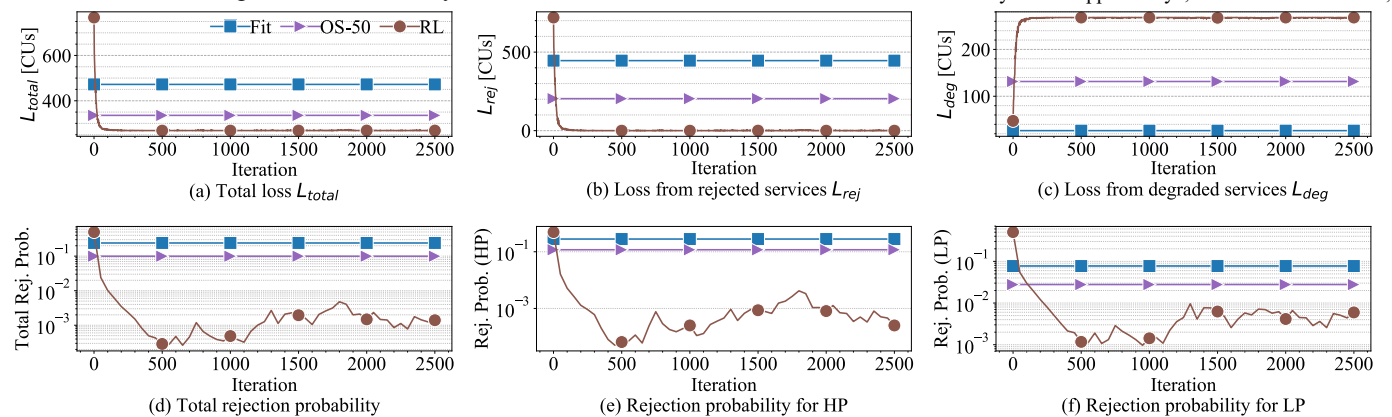 Fit OS-50 RL
L_total [CUs]
800
600
400
0 500 1000 1500 2000 2500
Iteration
(a) Total loss L_total
L_rej [CUs]
500
0
0 500 1000 1500 2000 2500
Iteration
(b) Loss from rejected services L_rej
L_deg [CUs]
200
100
0 500 1000 1500 2000 2500
Iteration
(c) Loss from degraded services L_deg
Total Rej. Prob.
10⁻¹
10⁻²
10⁻³
0 500 1000 1500 2000 2500
Iteration
(d) Total rejection probability
Rej. Prob. (HP)
10⁻¹
10⁻³
0 500 1000 1500 2000 2500
Iteration
(e) Rejection probability for HP
Rej. Prob. (LP)
10⁻¹
10⁻²
10⁻³
0 500 1000 1500 2000 2500
Iteration
(f) Rejection probability for LP